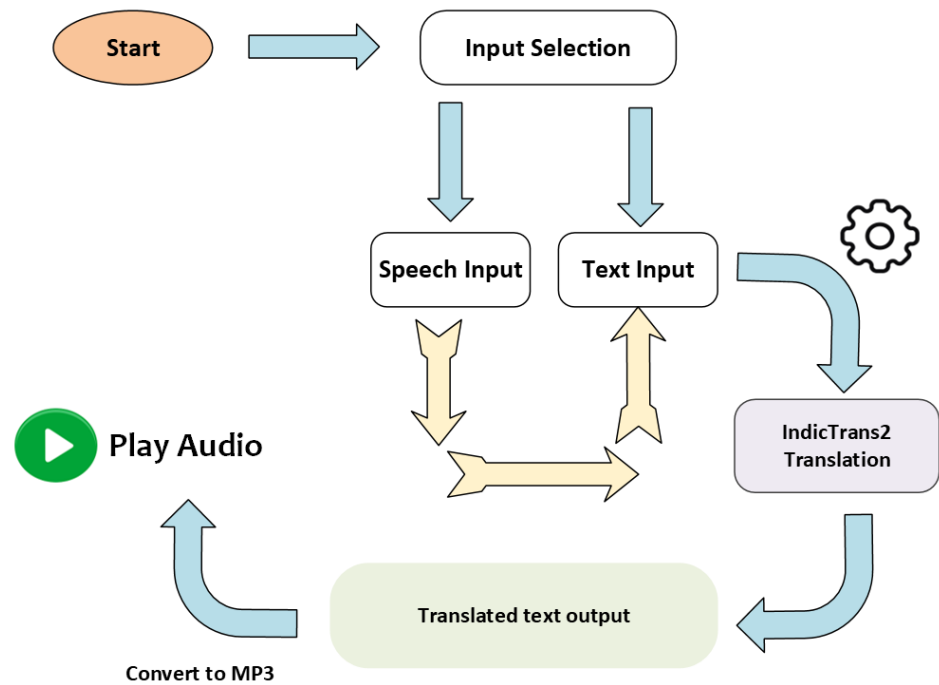 Start
Input Selection
Speech Input
Text Input
IndicTrans2
Translation
Play Audio
Translated text output
Convert to MP3